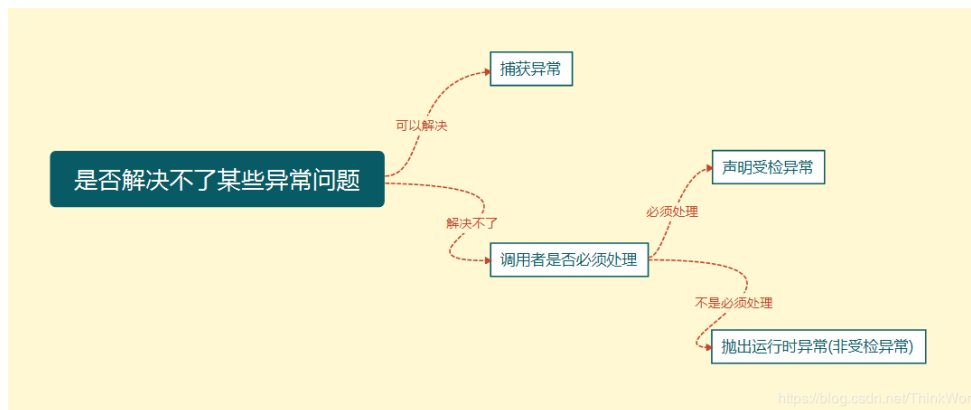 捕获异常
可以解决
是否解决不了某些异常问题
声明受检异常
必须处理
解决不了
调用者是否必须处理
不是必须处理
抛出运行时异常(非受检异常)
https://blog.csdn.net/ThinkWor